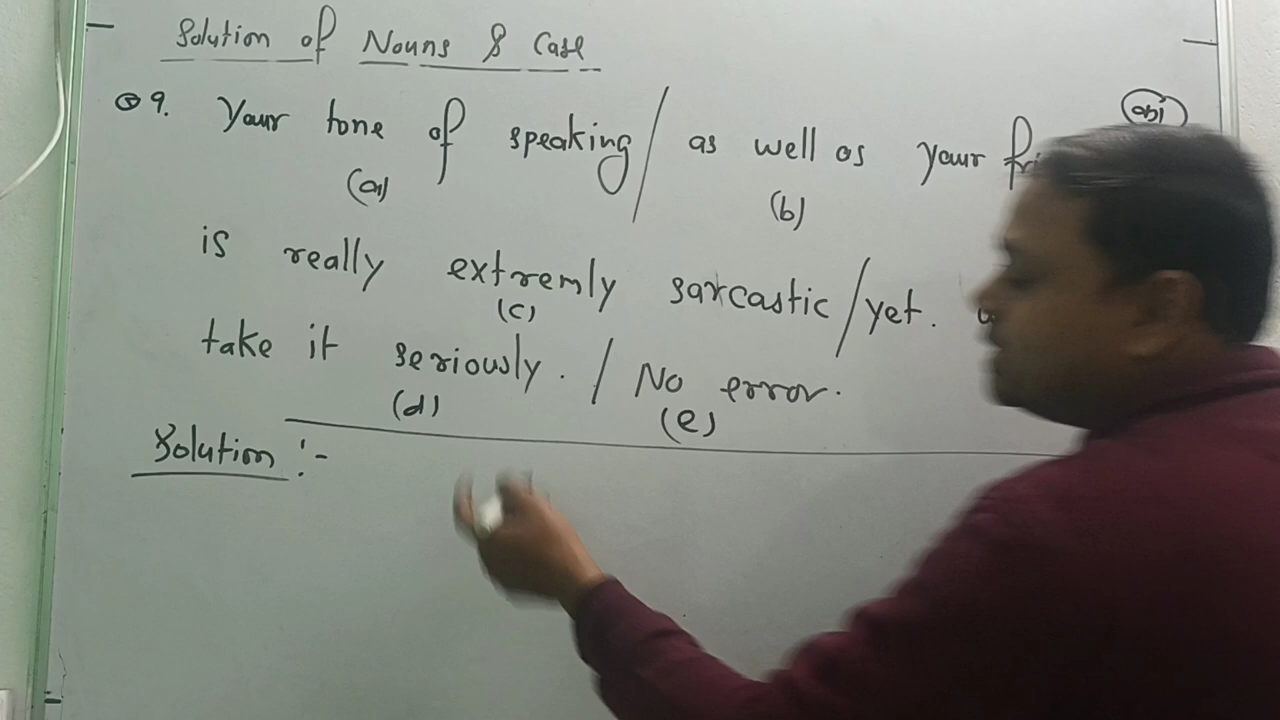 Solution of Nouns & Case
Q 9. Your tone of speaking / as well as your
(a) (b)
is really extremly sarcastic / yet.
(c)
take it seriously. / No error.
(d) (e)
Solution :-